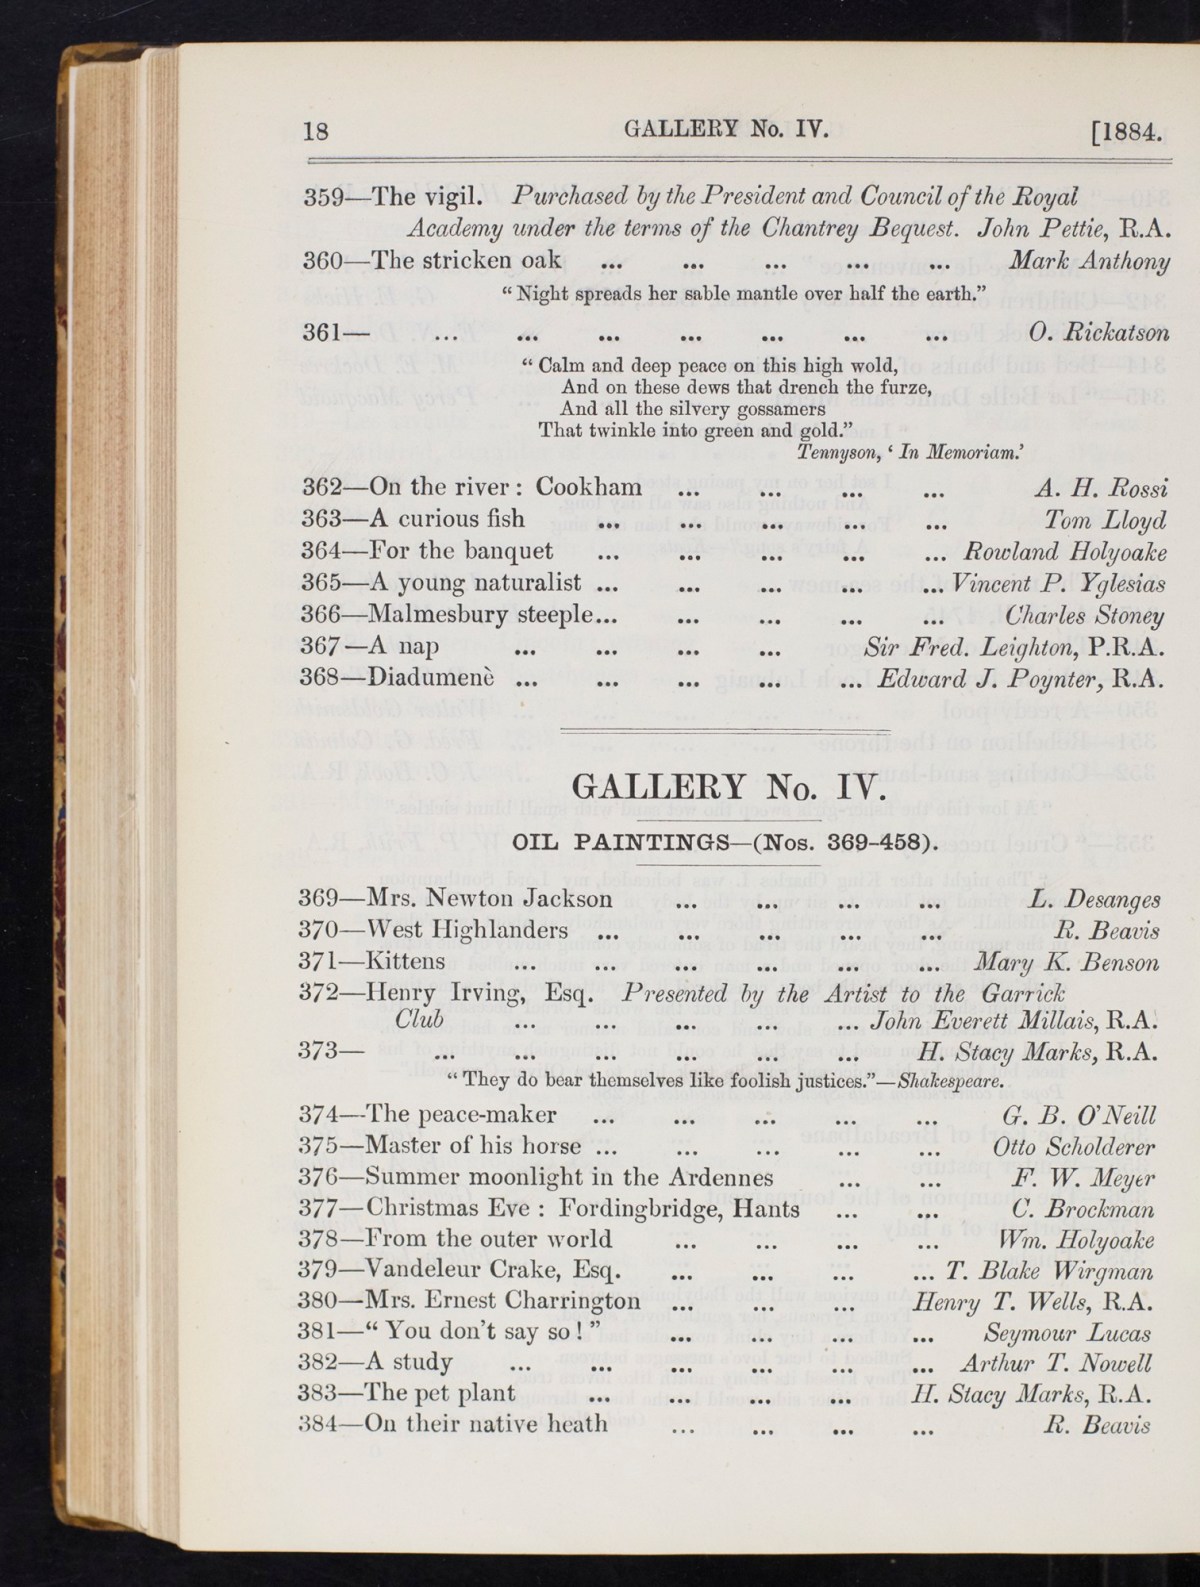 18 GALLERY No. IV. [1884.
359—The vigil. Purchased by the President and Council of the Royal
Academy under the terms of the Chantrey Bequest. John Pettie, R.A.
360—The stricken oak ... ... ... ... ... Mark Anthony
“Night spreads her sable mantle over half the earth.”
361— ... ... ... ... ... ... ... O. Rickatson
“Calm and deep peace on this high wold,
And on these dews that drench the furze,
And all the silvery gossamers
That twinkle into green and gold.”
Tennyson, ‘In Memoriam.’
362—On the river: Cookham ... ... ... ... A. H. Rossi
363—A curious fish ... ... ... ... ... Tom Lloyd
364—For the banquet ... ... ... ... ... Rowland Holyoake
365—A young naturalist ... ... ... ... ... Vincent P. Yglesias
366—Malmesbury steeple... ... ... ... ... Charles Stoney
367—A nap ... ... ... ... Sir Fred. Leighton, P.R.A.
368—Diadumenè ... ... ... ... ... Edward J. Poynter, R.A.
GALLERY No. IV.
OIL PAINTINGS—(Nos. 369-458).
369—Mrs. Newton Jackson ... ... ... ... L. Desanges
370—West Highlanders ... ... ... ... ... R. Beavis
371—Kittens ... ... ... ... ... ... Mary K. Benson
372—Henry Irving, Esq. Presented by the Artist to the Garrick
Club ... ... ... ... ... John Everett Millais, R.A.
373— ... ... ... ... ... ... H. Stacy Marks, R.A.
“They do bear themselves like foolish justices.”—Shakespeare.
374—The peace-maker ... ... ... ... ... G. B. O'Neill
375—Master of his horse ... ... ... ... ... Otto Scholderer
376—Summer moonlight in the Ardennes ... ... F. W. Meyer
377—Christmas Eve : Fordingbridge, Hants ... ... C. Brockman
378—From the outer world ... ... ... ... Wm. Holyoake
379—Vandeleur Crake, Esq. ... ... ... ... T. Blake Wirgman
380—Mrs. Ernest Charrington ... ... ... Henry T. Wells, R.A.
381—“You don't say so!” ... ... ... ... Seymour Lucas
382—A study ... ... ... ... ... ... Arthur T. Nowell
383—The pet plant ... ... ... ... H. Stacy Marks, R.A.
384—On their native heath ... ... ... ... R. Beavis